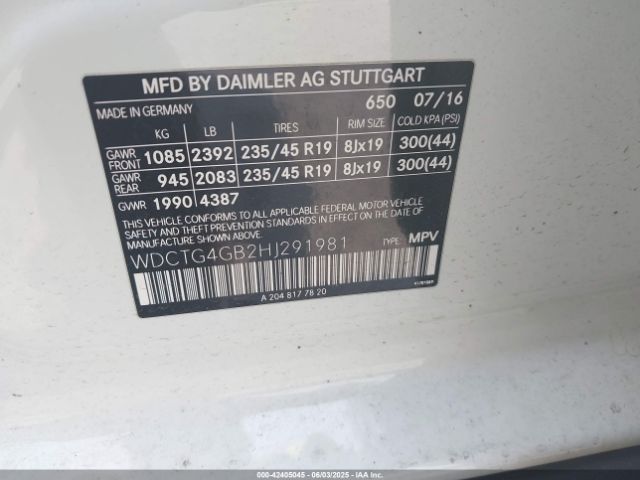 MFD BY DAIMLER AG STUTTGART
MADE IN GERMANY 650 07/16
KG LB TIRES RIM SIZE COLD KPA (PSI)
GAWR FRONT 1085 2392 235/45 R19 8Jx19 300(44)
GAWR REAR 945 2083 235/45 R19 8Jx19 300(44)
GVWR 1990 4387
THIS VEHICLE CONFORMS TO ALL APPLICABLE FEDERAL MOTOR VEHICLE
SAFETY AND THEFT PREVENTION STANDARDS IN EFFECT ON THE DATE
OF MANUFACTURE SHOWN ABOVE.
WDCTG4GB2HJ291981 TYPE: MPV
A 204 817 78 20
000-42405045 - 06/03/2025 - IAAI.COM